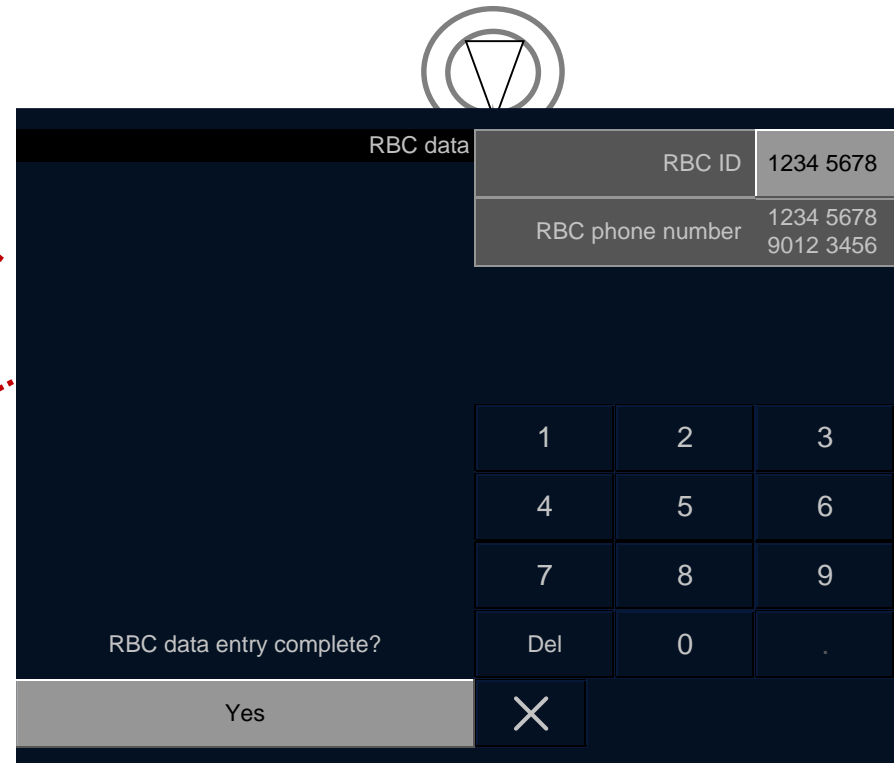 RBC data
RBC ID 1234 5678
RBC phone number 1234 5678
9012 3456
1 2 3
4 5 6
7 8 9
RBC data entry complete?
Del 0 .
Yes